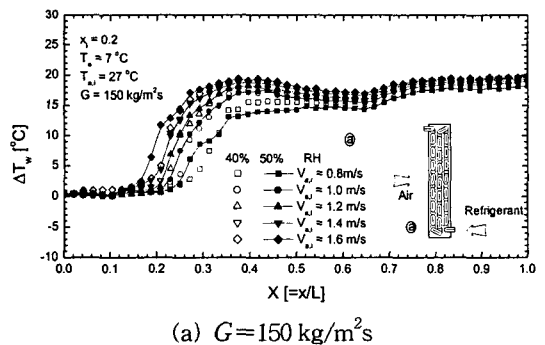 30
25
20
15
10
5
0
-5
-10
ΔT_w [°C]
x_i = 0.2
T_e = 7 °C
T_a,i = 27 °C
G = 150 kg/m²s
40% 50% RH
V_a,i ≈ 0.8m/s
V_a,i ≈ 1.0 m/s
V_a,i ≈ 1.2 m/s
V_a,i ≈ 1.4 m/s
V_a,i ≈ 1.6 m/s
@
@
Air
Refrigerant
0.0 0.1 0.2 0.3 0.4 0.5 0.6 0.7 0.8 0.9 1.0
X [=x/L]
(a) G=150 kg/m²s